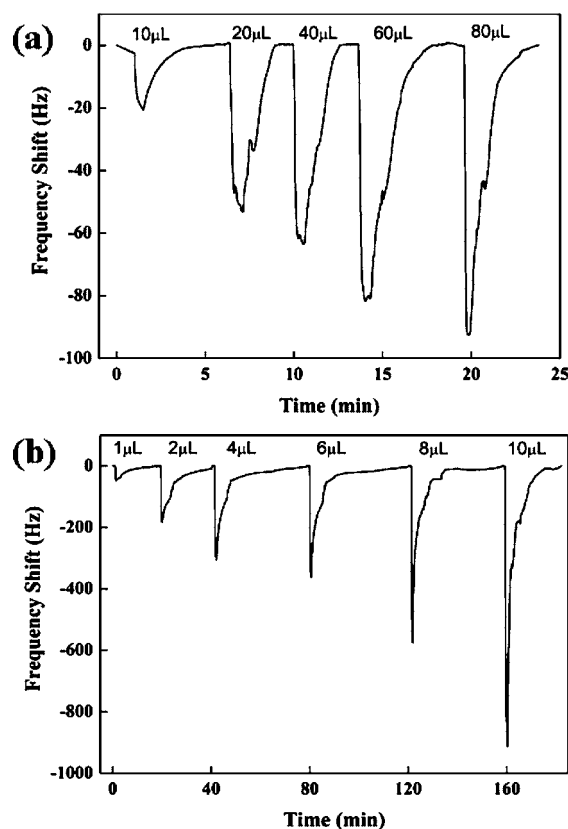 (a)
10μL 20μL 40μL 60μL 80μL
0
-20
-40
-60
-80
-100
Frequency Shift (Hz)
0 5 10 15 20 25
Time (min)
(b)
1μL 2μL 4μL 6μL 8μL 10μL
0
-200
-400
-600
-800
-1000
Frequency Shift (Hz)
0 40 80 120 160
Time (min)